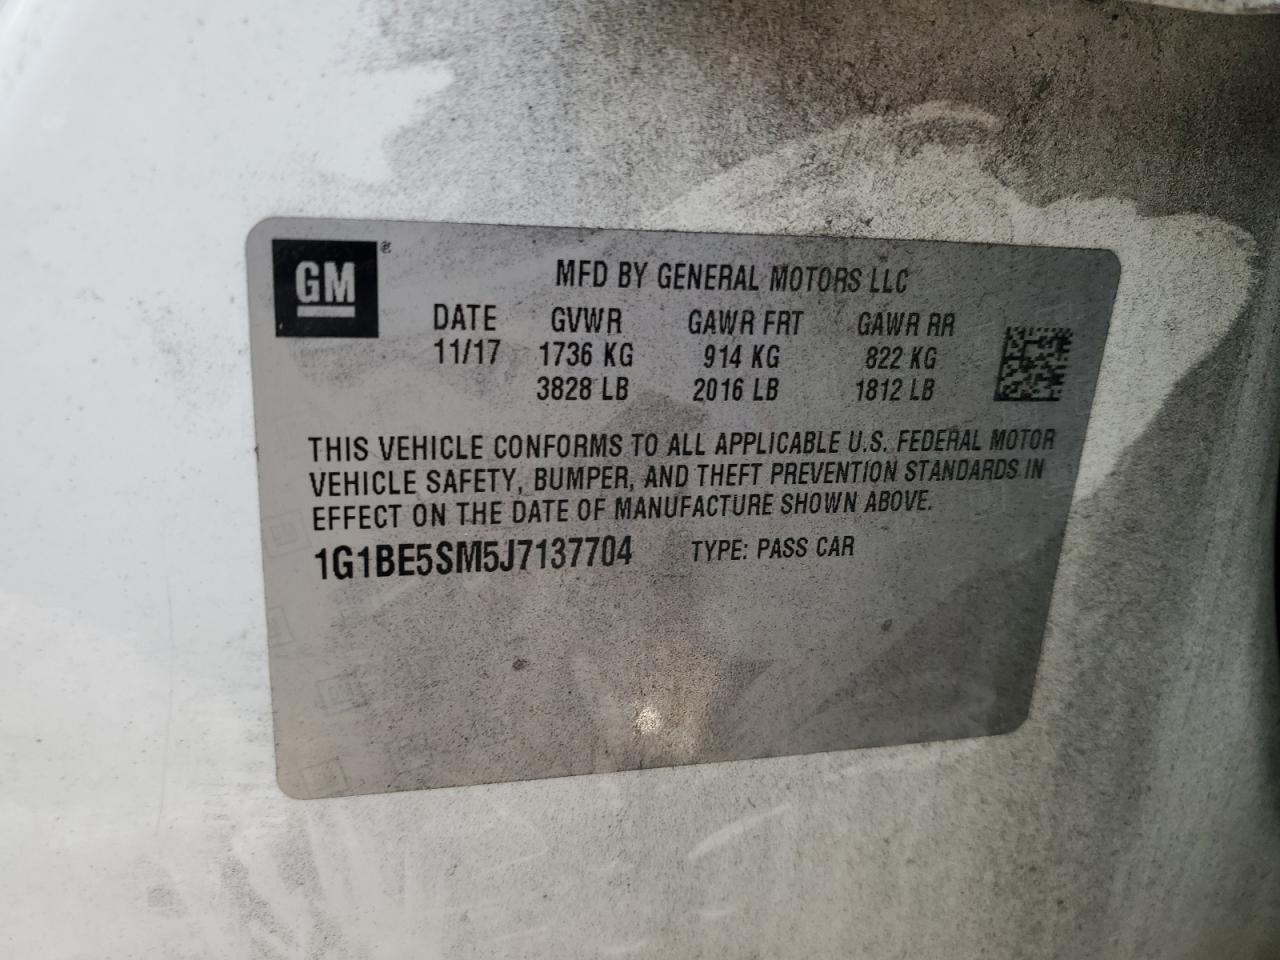 GM ®
MFD BY GENERAL MOTORS LLC
DATE GVWR GAWR FRT GAWR RR
11/17 1736 KG 914 KG 822 KG
3828 LB 2016 LB 1812 LB
THIS VEHICLE CONFORMS TO ALL APPLICABLE U.S. FEDERAL MOTOR
VEHICLE SAFETY, BUMPER, AND THEFT PREVENTION STANDARDS IN
EFFECT ON THE DATE OF MANUFACTURE SHOWN ABOVE.
1G1BE5SM5J7137704 TYPE: PASS CAR